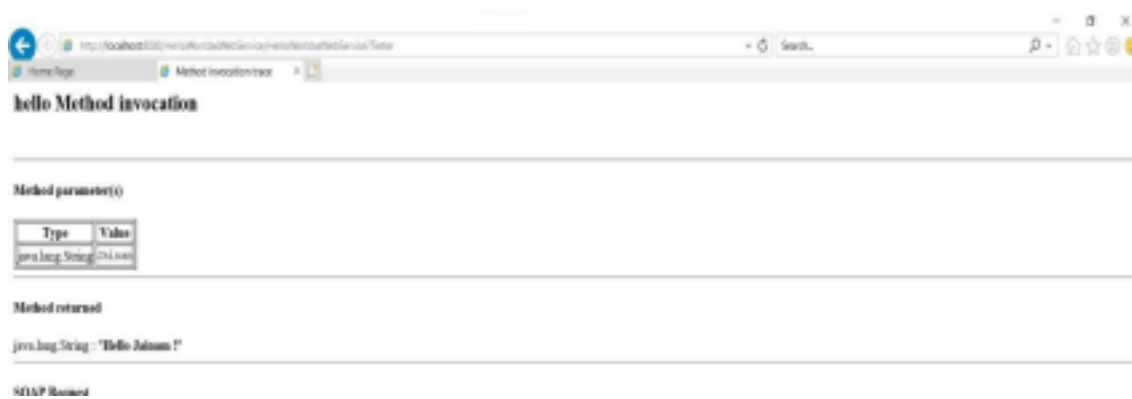 Search...
Home Page
Method invocation trace
hello Method invocation
Method parameter(s)
Type Value
java.lang.String
Method returned
java.lang.String : "Hello Jainam !"
SOAP Request